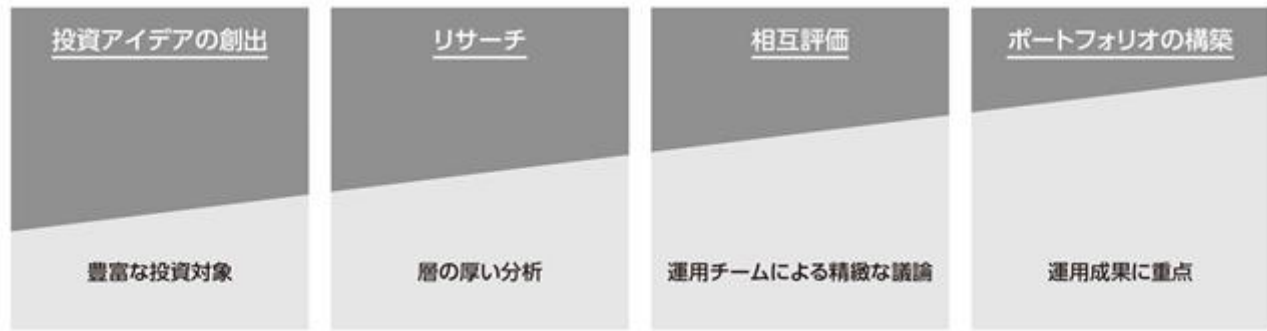 投資アイデアの創出
リサーチ
相互評価
ポートフォリオの構築
豊富な投資対象
層の厚い分析
運用チームによる精緻な議論
運用成果に重点